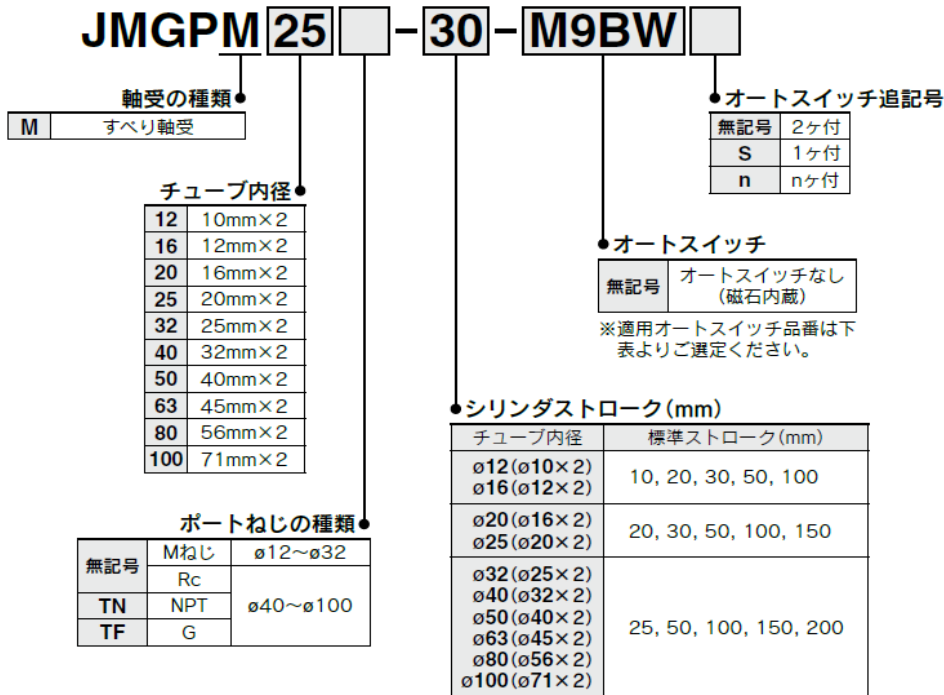 JMGPM 25 - 30 - M9BW
軸受の種類
M すべり軸受
チューブ内径
12 10mm×2
16 12mm×2
20 16mm×2
25 20mm×2
32 25mm×2
40 32mm×2
50 40mm×2
63 45mm×2
80 56mm×2
100 71mm×2
ポートねじの種類
無記号 Mねじ ø12～ø32
Rc
TN NPT ø40～ø100
TF G
オートスイッチ追記号
無記号 2ヶ付
S 1ヶ付
n nヶ付
オートスイッチ
無記号 オートスイッチなし
(磁石内蔵)
※適用オートスイッチ品番は下
表よりご選定ください。
シリンダストローク(mm)
チューブ内径 標準ストローク(mm)
ø12(ø10×2)
ø16(ø12×2)
10, 20, 30, 50, 100
ø20(ø16×2)
ø25(ø20×2)
20, 30, 50, 100, 150
ø32(ø25×2)
ø40(ø32×2)
ø50(ø40×2)
ø63(ø45×2)
ø80(ø56×2)
ø100(ø71×2)
25, 50, 100, 150, 200